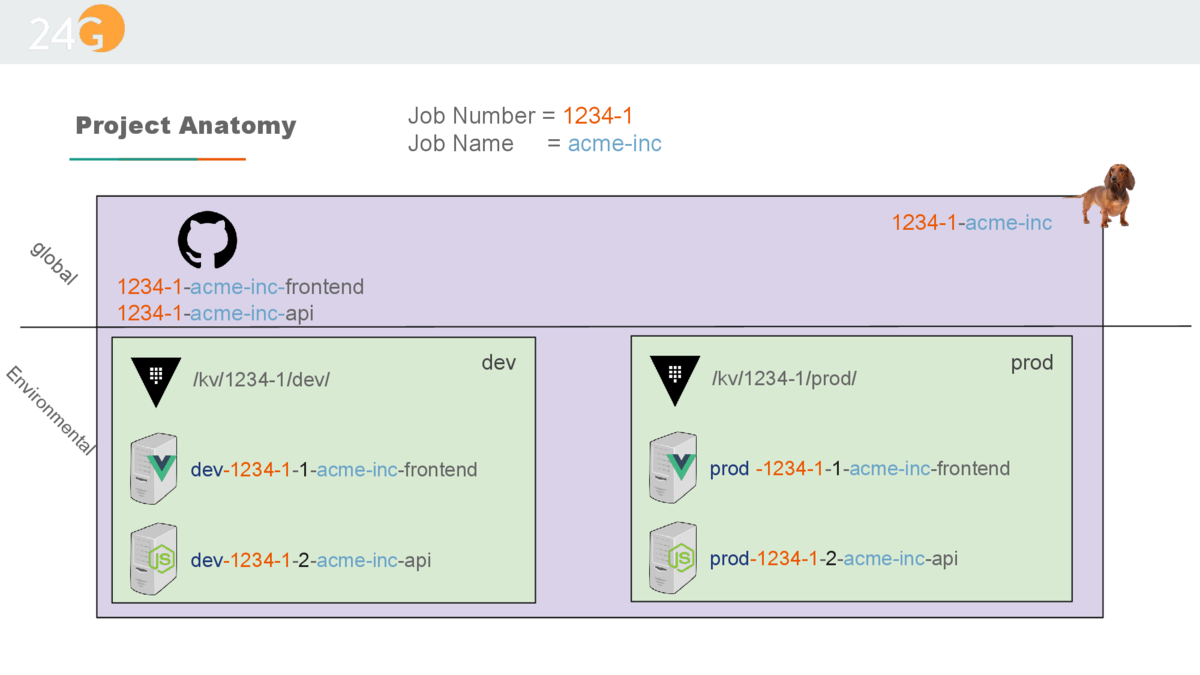 24G
Project Anatomy
Job Number = 1234-1
Job Name = acme-inc
global
1234-1-acme-inc
1234-1-acme-inc-frontend
1234-1-acme-inc-api
Environmental
dev
/kv/1234-1/dev/
dev-1234-1-1-acme-inc-frontend
JS
dev-1234-1-2-acme-inc-api
prod
/kv/1234-1/prod/
prod -1234-1-1-acme-inc-frontend
JS
prod-1234-1-2-acme-inc-api